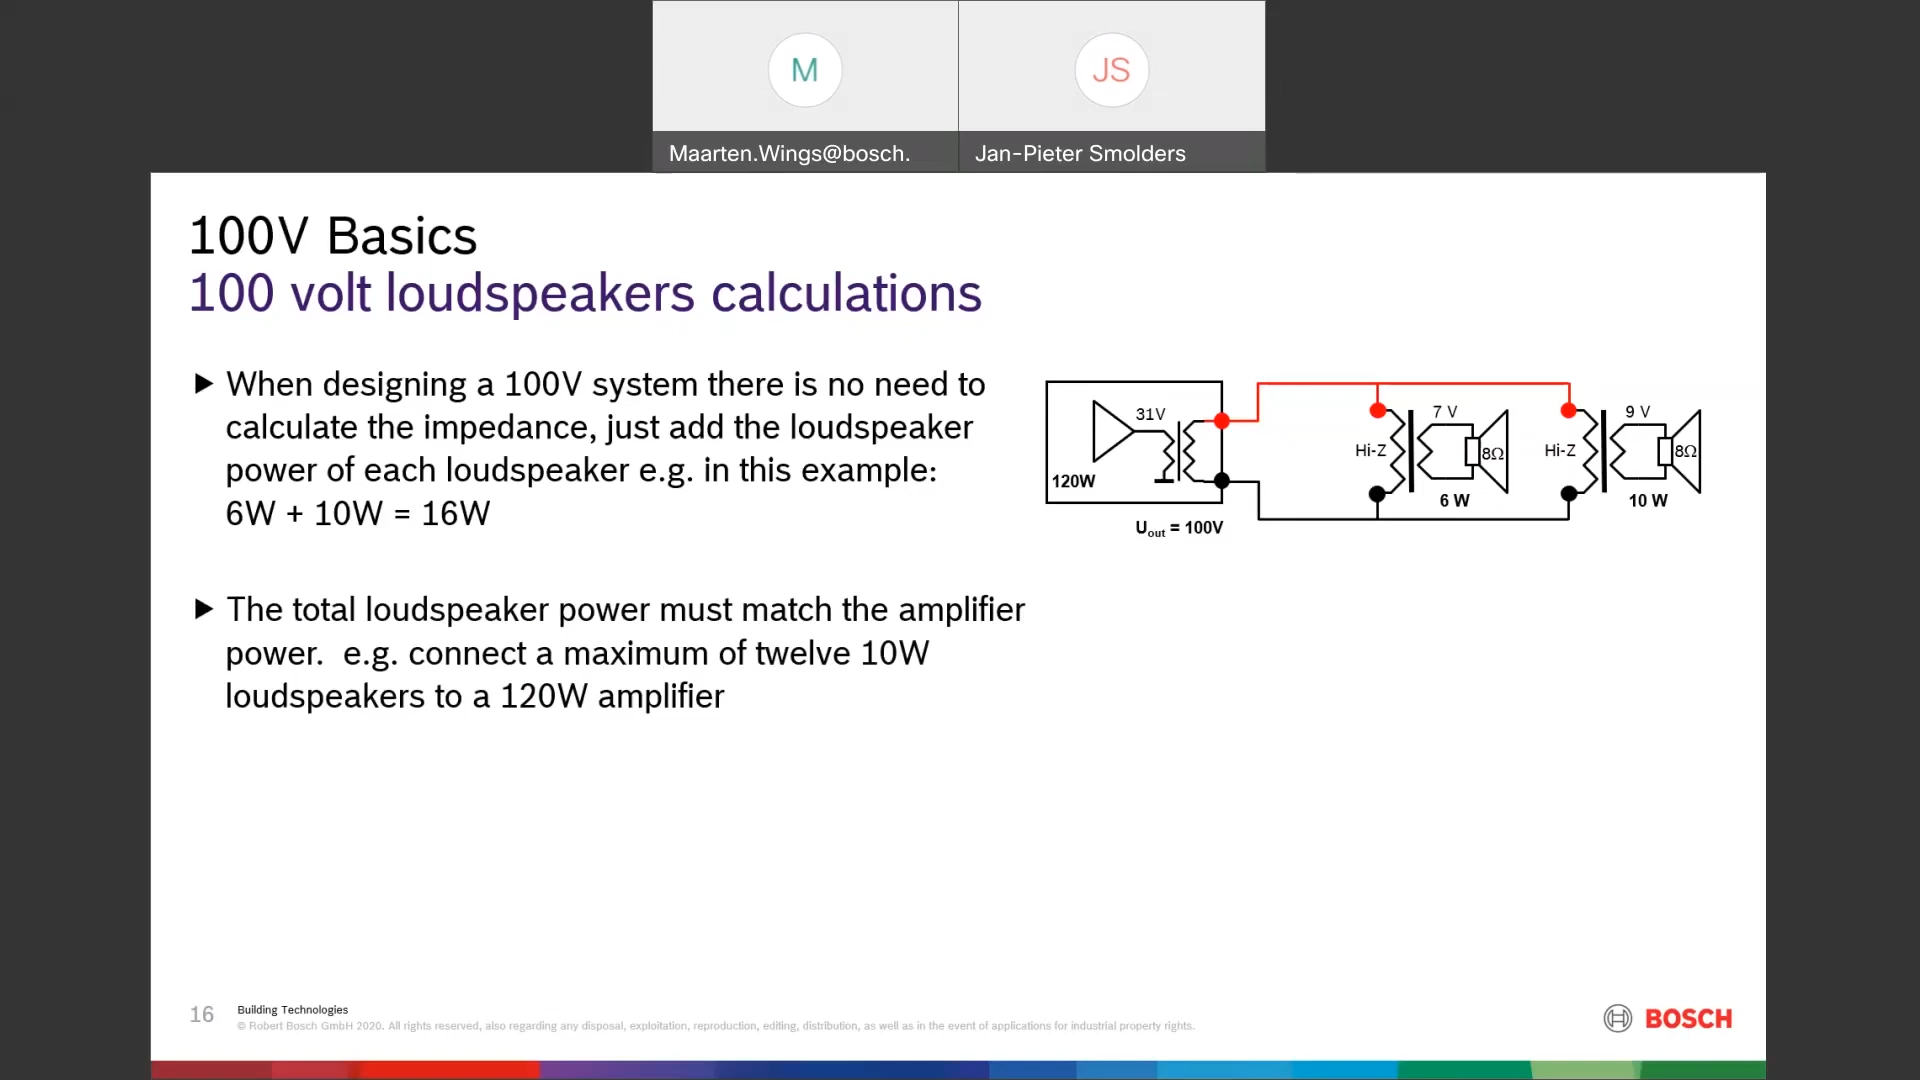 M
JS
Maarten.Wings@bosch.
Jan-Pieter Smolders
100V Basics
100 volt loudspeakers calculations
▶ When designing a 100V system there is no need to
calculate the impedance, just add the loudspeaker
power of each loudspeaker e.g. in this example:
6W + 10W = 16W
▶ The total loudspeaker power must match the amplifier
power.  e.g. connect a maximum of twelve 10W
loudspeakers to a 120W amplifier
31V
120W
Uout = 100V
Hi-Z
7 V
8Ω
6 W
Hi-Z
9 V
8Ω
10 W
16
Building Technologies
© Robert Bosch GmbH 2020. All rights reserved, also regarding any disposal, exploitation, reproduction, editing, distribution, as well as in the event of applications for industrial property rights.
BOSCH